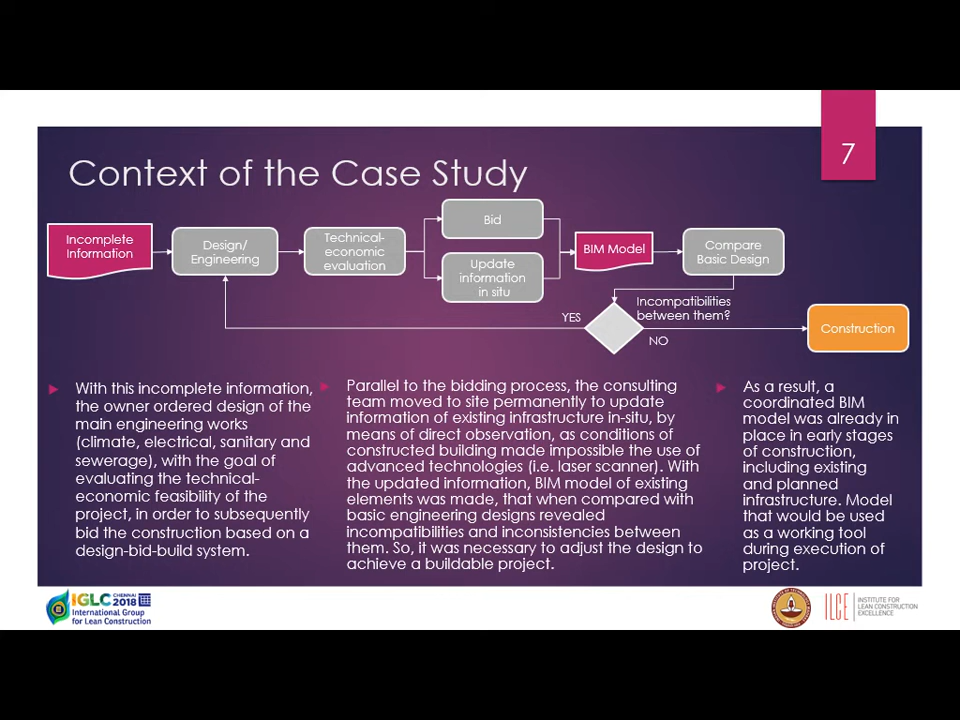 7
Context of the Case Study
Incomplete
Information
Design/
Engineering
Technical-
economic
evaluation
Bid
Update
information
in situ
BIM Model
Compare
Basic Design
Incompatibilities
between them?
YES
NO
Construction
With this incomplete information,
the owner ordered design of the
main engineering works
(climate, electrical, sanitary and
sewerage), with the goal of
evaluating the technical-
economic feasibility of the
project, in order to subsequently
bid the construction based on a
design-bid-build system.
Parallel to the bidding process, the consulting
team moved to site permanently to update
information of existing infrastructure in-situ, by
means of direct observation, as conditions of
constructed building made impossible the use of
advanced technologies (i.e. laser scanner). With
the updated information, BIM model of existing
elements was made, that when compared with
basic engineering designs revealed
incompatibilities and inconsistencies between
them. So, it was necessary to adjust the design to
achieve a buildable project.
As a result, a
coordinated BIM
model was already in
place in early stages
of construction,
including existing
and planned
infrastructure. Model
that would be used
as a working tool
during execution of
project.
IGLC CHENNAI 2018
International Group
for Lean Construction
ILCE
INSTITUTE FOR
LEAN CONSTRUCTION
EXCELLENCE